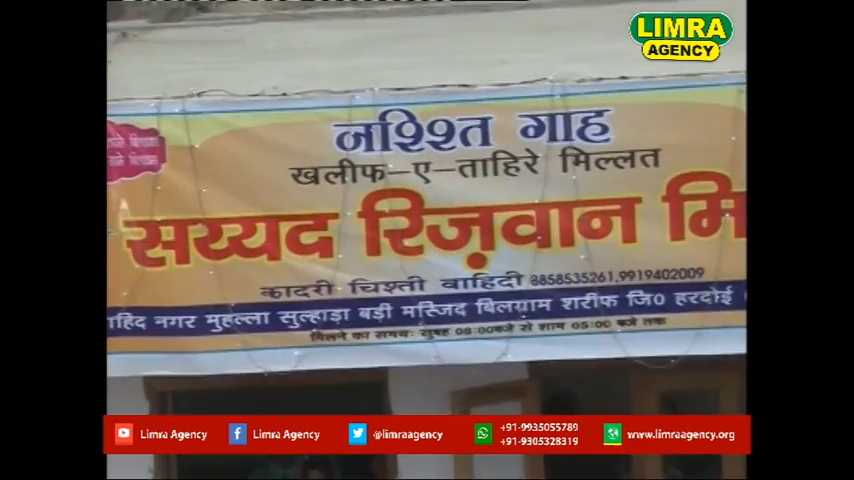 LIMRA
AGENCY
नश्शित गाह
खलीफ-ए-ताहिरे मिल्लत
सय्यद रिज़वान मि
कादरी चिश्ती वाहिदी 8858535261,9919402009
ाहिद नगर मुहल्ला सुल्हाड़ा बड़ी मस्जिद बिलग्राम शरीफ जि0 हरदोई
मिलने का समयः सुबह 08:00बजे से शाम 05:00 बजे तक
Limra Agency
Limra Agency
@limraagency
+91-9935055789
+91-9305328319
www.limraagency.org